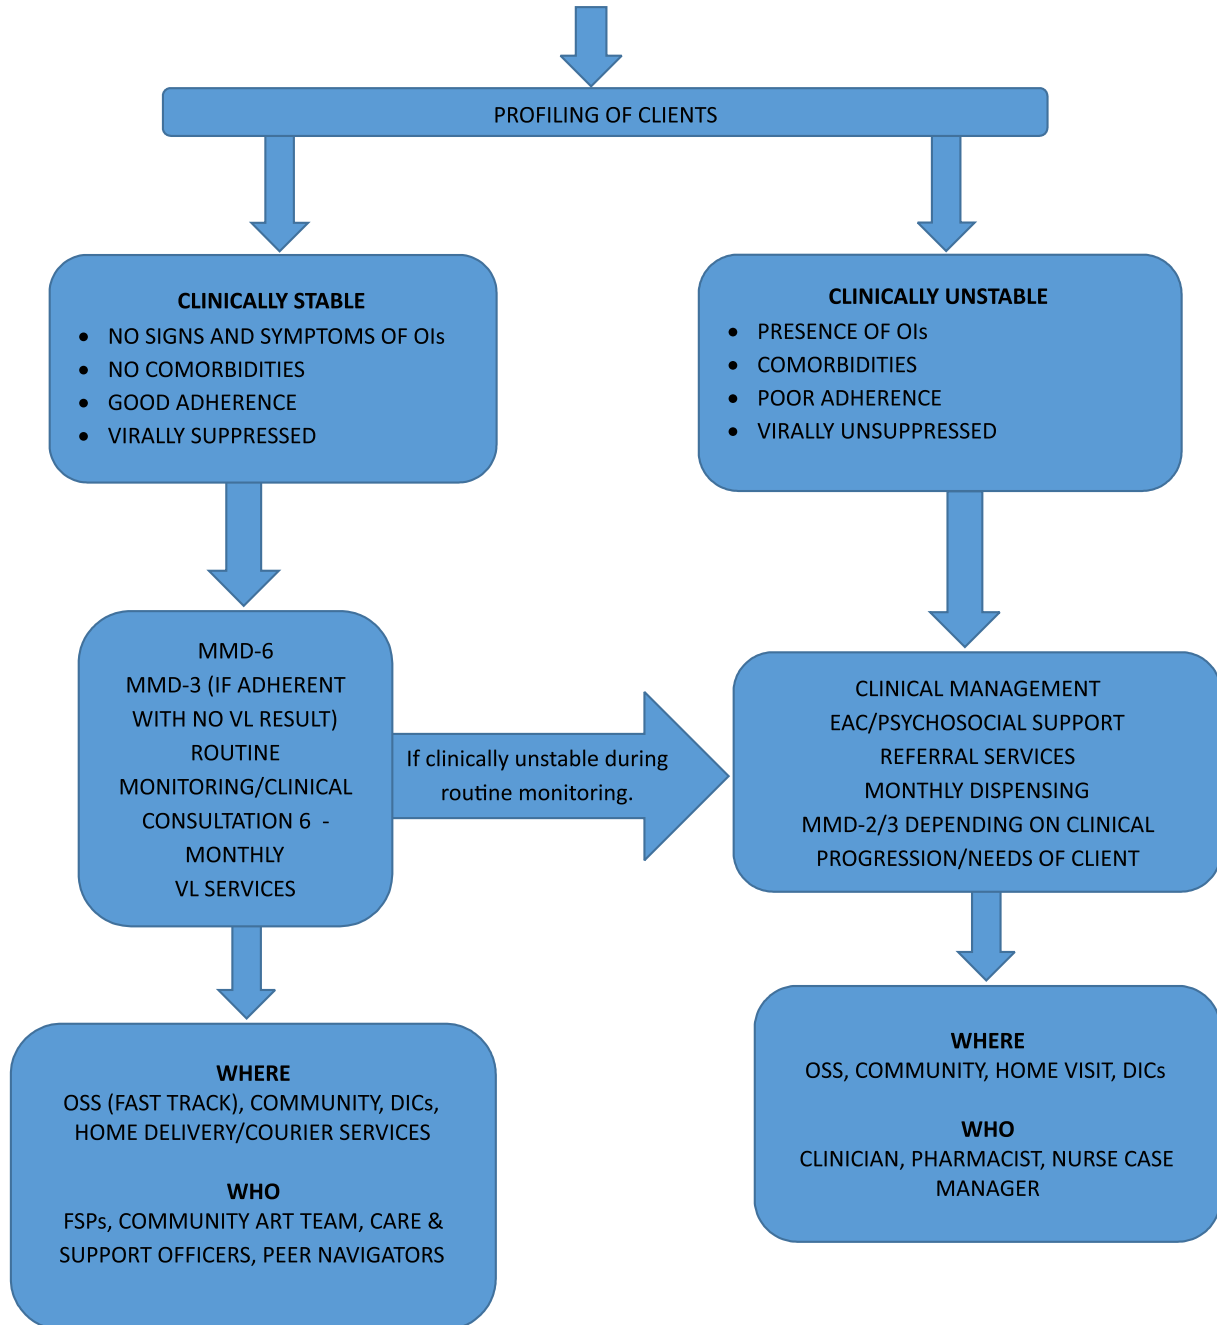 PROFILING OF CLIENTS
CLINICALLY STABLE
• NO SIGNS AND SYMPTOMS OF OIs
• NO COMORBIDITIES
• GOOD ADHERENCE
• VIRALLY SUPPRESSED
CLINICALLY UNSTABLE
• PRESENCE OF OIs
• COMORBIDITIES
• POOR ADHERENCE
• VIRALLY UNSUPPRESSED
MMD-6
MMD-3 (IF ADHERENT
WITH NO VL RESULT)
ROUTINE
MONITORING/CLINICAL
CONSULTATION 6 -
MONTHLY
VL SERVICES
If clinically unstable during
routine monitoring.
CLINICAL MANAGEMENT
EAC/PSYCHOSOCIAL SUPPORT
REFERRAL SERVICES
MONTHLY DISPENSING
MMD-2/3 DEPENDING ON CLINICAL
PROGRESSION/NEEDS OF CLIENT
WHERE
OSS (FAST TRACK), COMMUNITY, DICs,
HOME DELIVERY/COURIER SERVICES
WHO
FSPs, COMMUNITY ART TEAM, CARE &
SUPPORT OFFICERS, PEER NAVIGATORS
WHERE
OSS, COMMUNITY, HOME VISIT, DICs
WHO
CLINICIAN, PHARMACIST, NURSE CASE
MANAGER